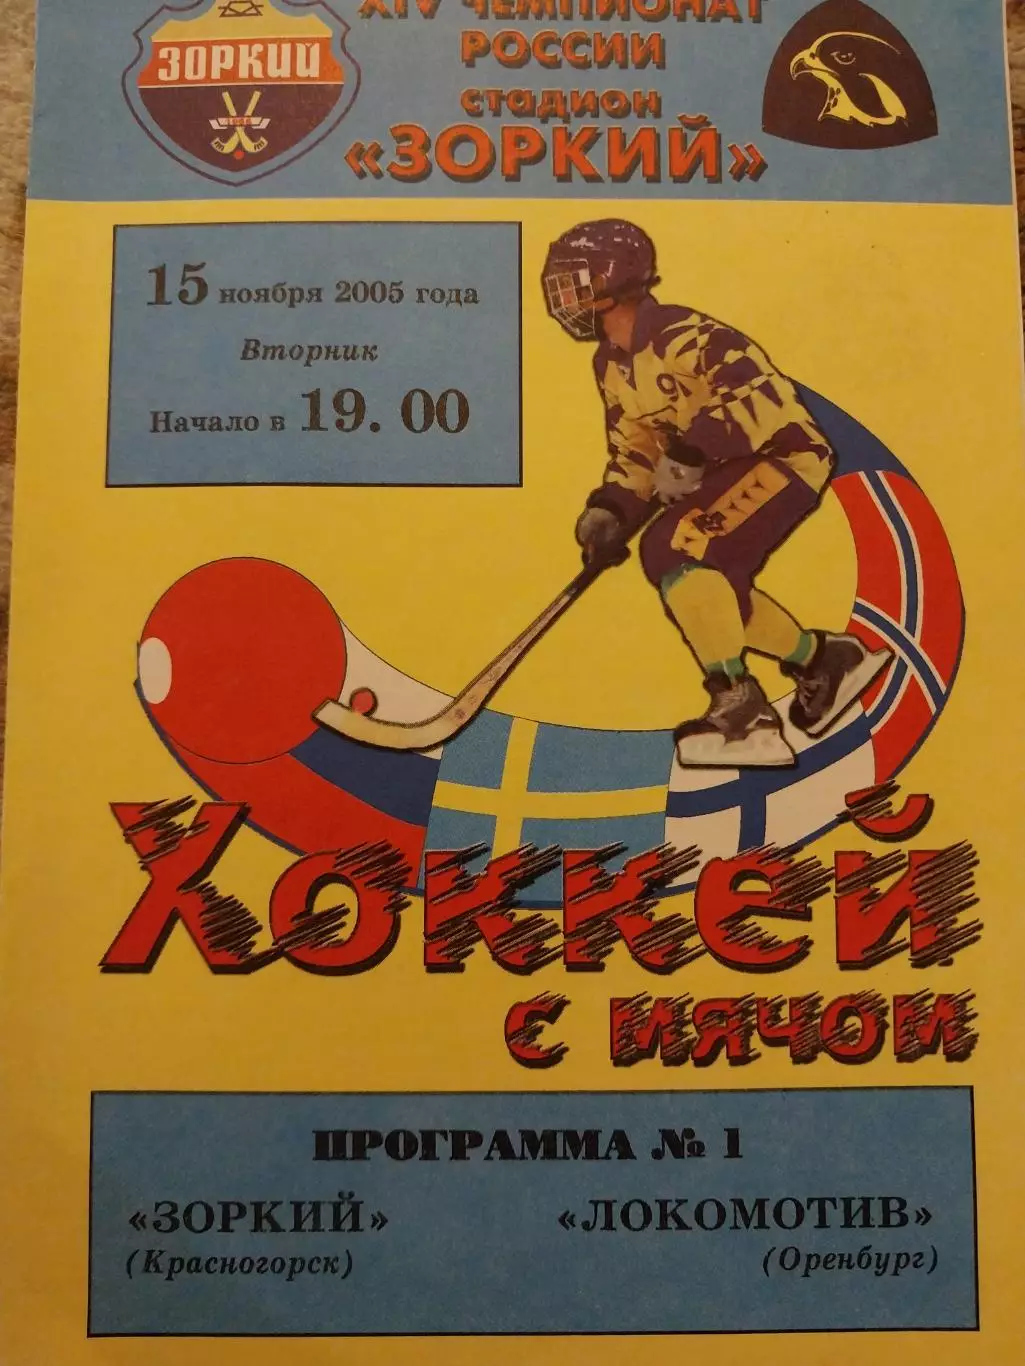 XIV ЧЕМПИОНАТ
РОССИИ
ЗОРКИЙ
стадион
«ЗОРКИЙ»
15 ноября 2005 года
Вторник
Начало в 19.00
9
Хоккей
с мячом
ПРОГРАММА № 1
«ЗОРКИЙ»
«ЛОКОМОТИВ»
(Красногорск)
(Оренбург)